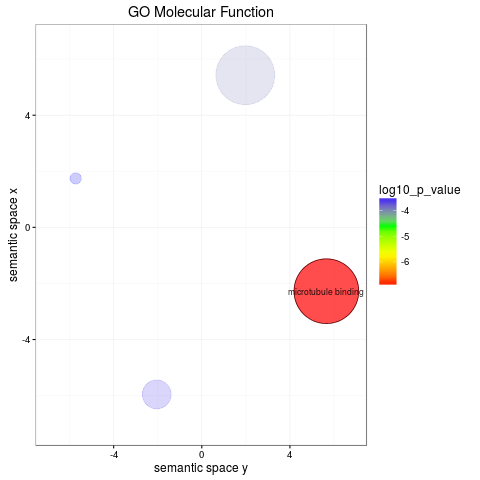 GO Molecular Function
semantic space x
4
0
-4
microtubule binding
-4
0
4
semantic space y
log10_p_value
-4
-5
-6